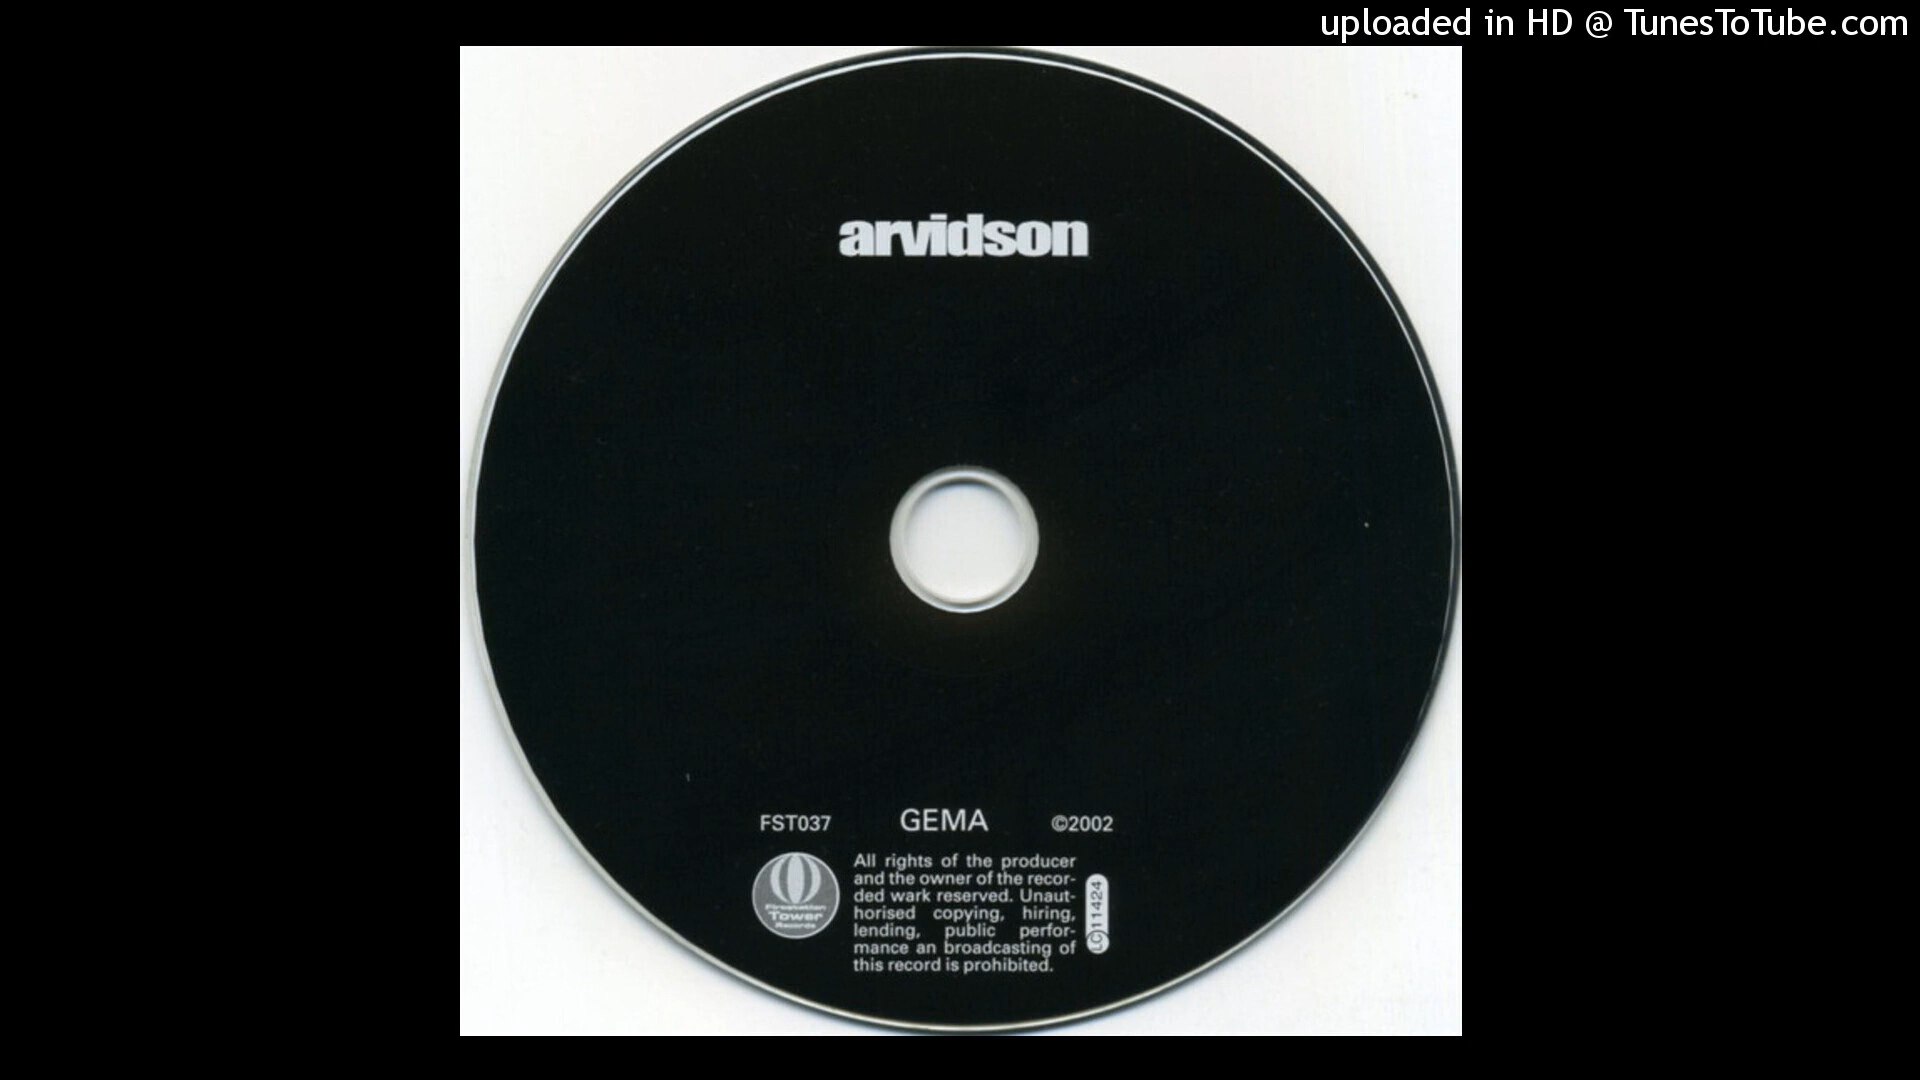 uploaded in HD @ TunesToTube.com
arvidson
FST037 GEMA ©2002
Firestation
Tower
Records
All rights of the producer
and the owner of the recor-
ded wark reserved. Unaut-
horised copying, hiring,
lending, public perfor-
mance an broadcasting of
this record is prohibited.
LC 11424